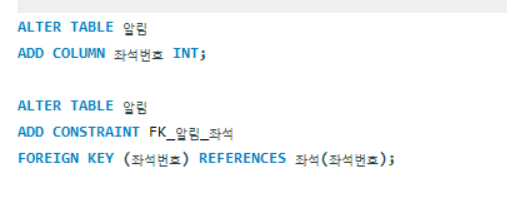 ALTER TABLE 알림
ADD COLUMN 좌석번호 INT;
ALTER TABLE 알림
ADD CONSTRAINT FK_알림_좌석
FOREIGN KEY (좌석번호) REFERENCES 좌석(좌석번호);